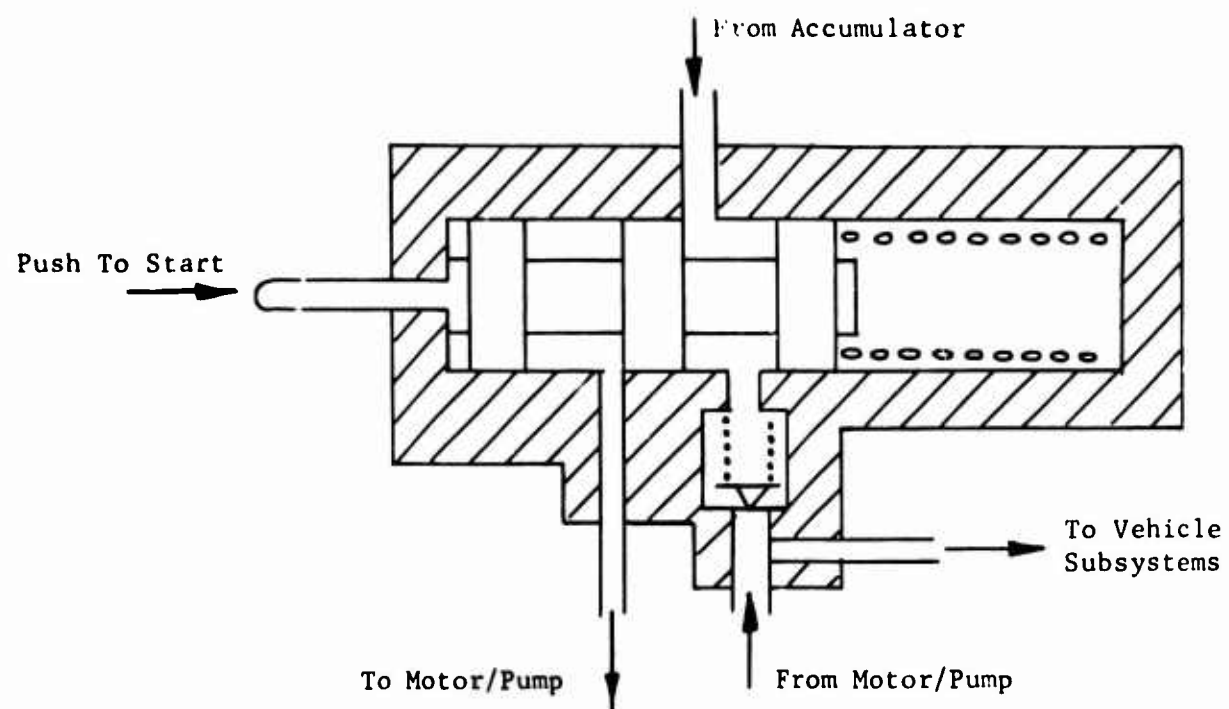 From Accumulator
Push To Start
To Vehicle
Subsystems
To Motor/Pump
From Motor/Pump